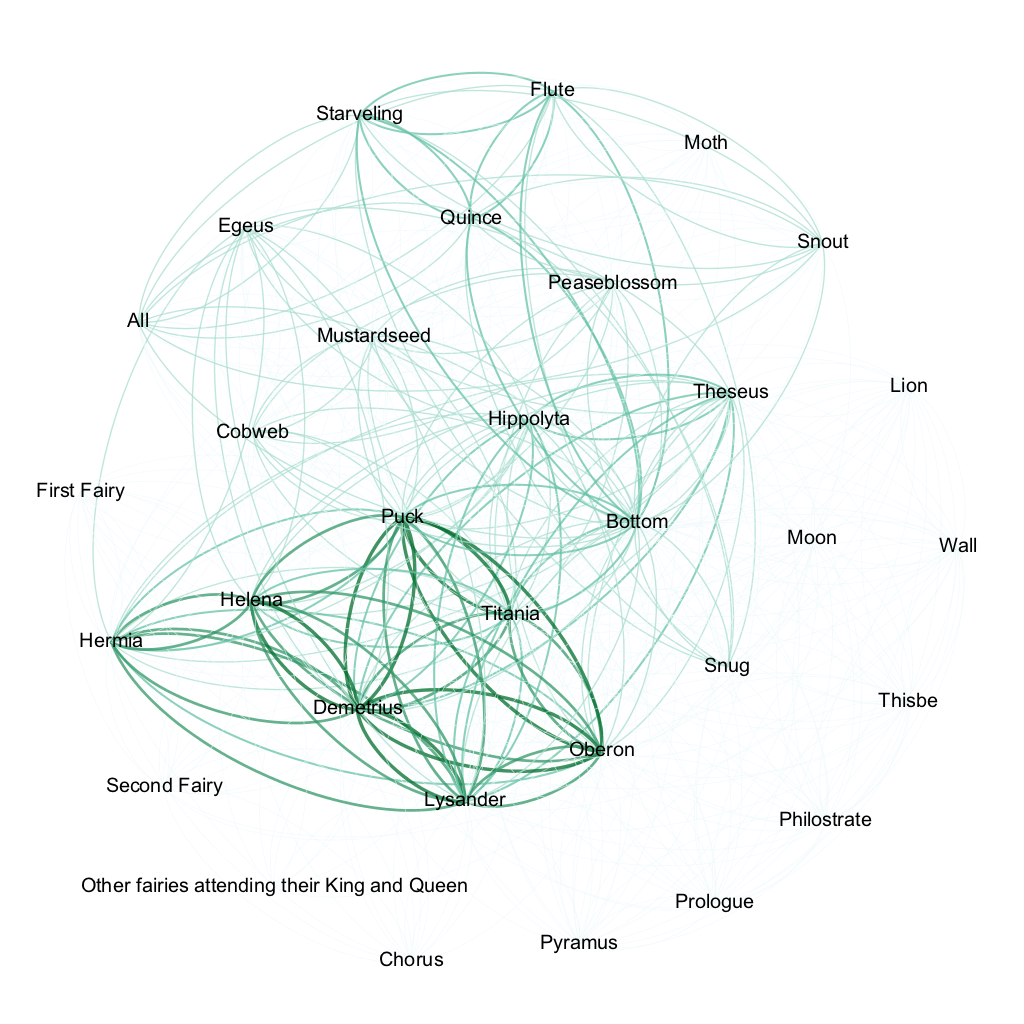 Flute
Starveling
Moth
Quince
Egeus
Snout
Peaseblossom
All
Mustardseed
Lion
Theseus
Hippolyta
Cobweb
First Fairy
Puck
Bottom
Moon
Wall
Helena
Titania
Hermia
Snug
Thisbe
Demetrius
Oberon
Second Fairy
Lysander
Philostrate
Other fairies attending their King and Queen
Prologue
Pyramus
Chorus